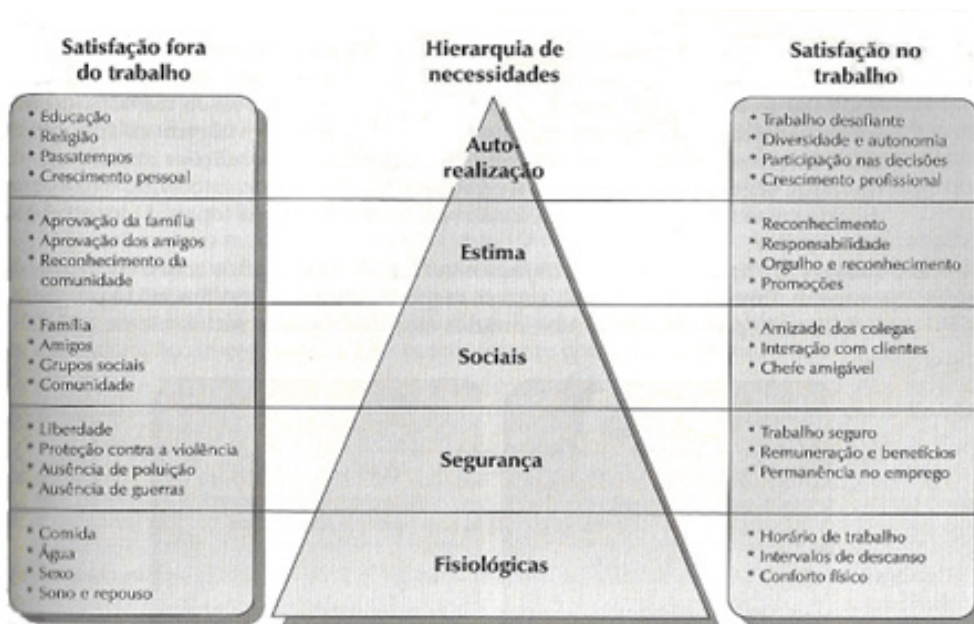 Satisfação fora
do trabalho
* Educação
* Religião
* Passatempos
* Crescimento pessoal
* Aprovação da família
* Aprovação dos amigos
* Reconhecimento da
comunidade
* Família
* Amigos
* Grupos sociais
* Comunidade
* Liberdade
* Proteção contra a violência
* Ausência de poluição
* Ausência de guerras
* Comida
* Água
* Sexo
* Sono e repouso
Hierarquia de
necessidades
Auto-
realização
Estima
Sociais
Segurança
Fisiológicas
Satisfação no
trabalho
* Trabalho desafiante
* Diversidade e autonomia
* Participação nas decisões
* Crescimento profissional
* Reconhecimento
* Responsabilidade
* Orgulho e reconhecimento
* Promoções
* Amizade dos colegas
* Interação com clientes
* Chefe amigável
* Trabalho seguro
* Remuneração e benefícios
* Permanência no emprego
* Horário de trabalho
* Intervalos de descanso
* Conforto físico